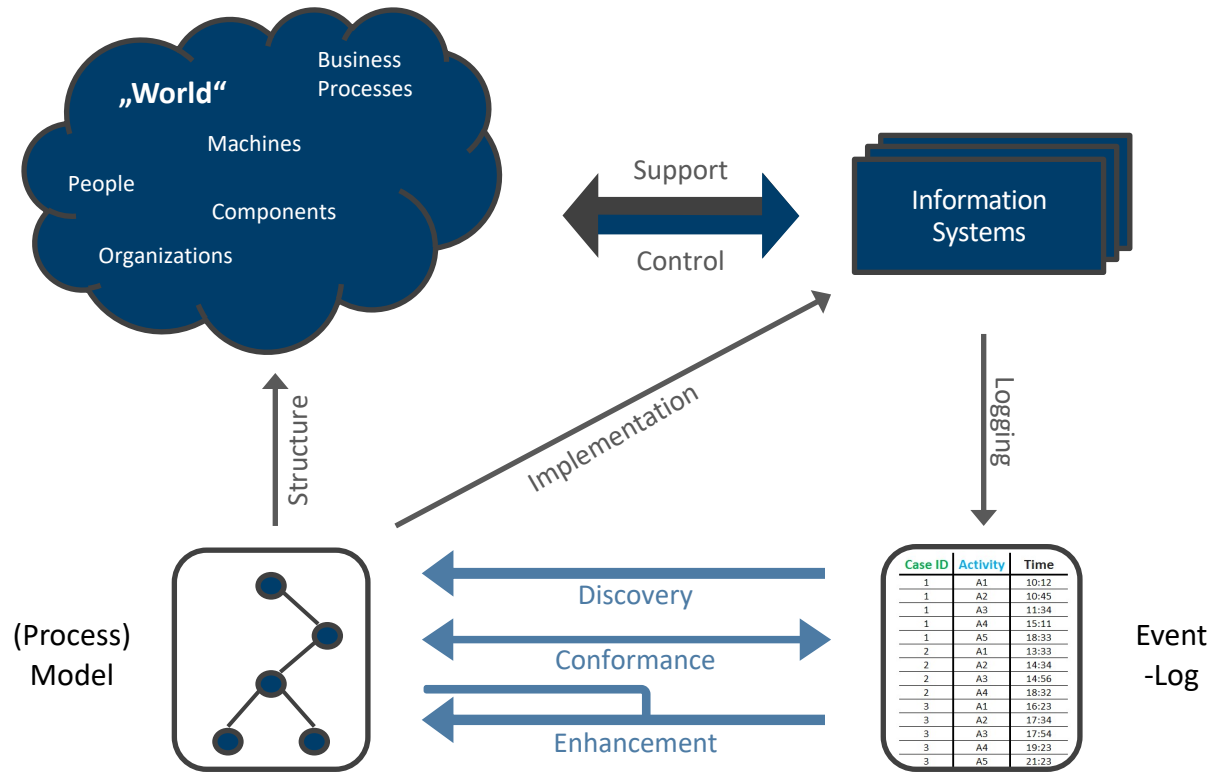 „World“
Business
Processes
Machines
People
Components
Organizations
Support
Control
Information
Systems
Structure
Implementation
Logging
(Process)
Model
Discovery
Conformance
Enhancement
Case ID Activity Time
1 A1 10:12
1 A2 10:45
1 A3 11:34
1 A4 15:11
1 A5 18:33
2 A1 13:33
2 A2 14:34
2 A3 14:56
2 A4 18:32
3 A1 16:23
3 A2 17:34
3 A3 17:54
3 A4 19:23
3 A5 21:23
Event
-Log